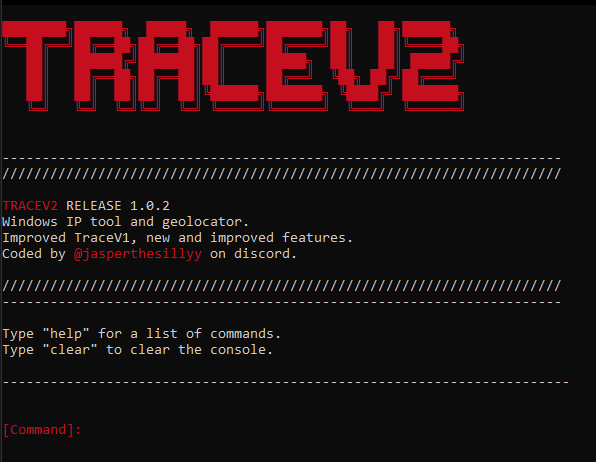 TRACEV2
----------------------------------------------------------------------
//////////////////////////////////////////////////////////////////////
TRACEV2 RELEASE 1.0.2
Windows IP tool and geolocator.
Improved TraceV1, new and improved features.
Coded by @jasperthesillyy on discord.
//////////////////////////////////////////////////////////////////////
----------------------------------------------------------------------
Type "help" for a list of commands.
Type "clear" to clear the console.
-----------------------------------------------------------------------
[Command]: